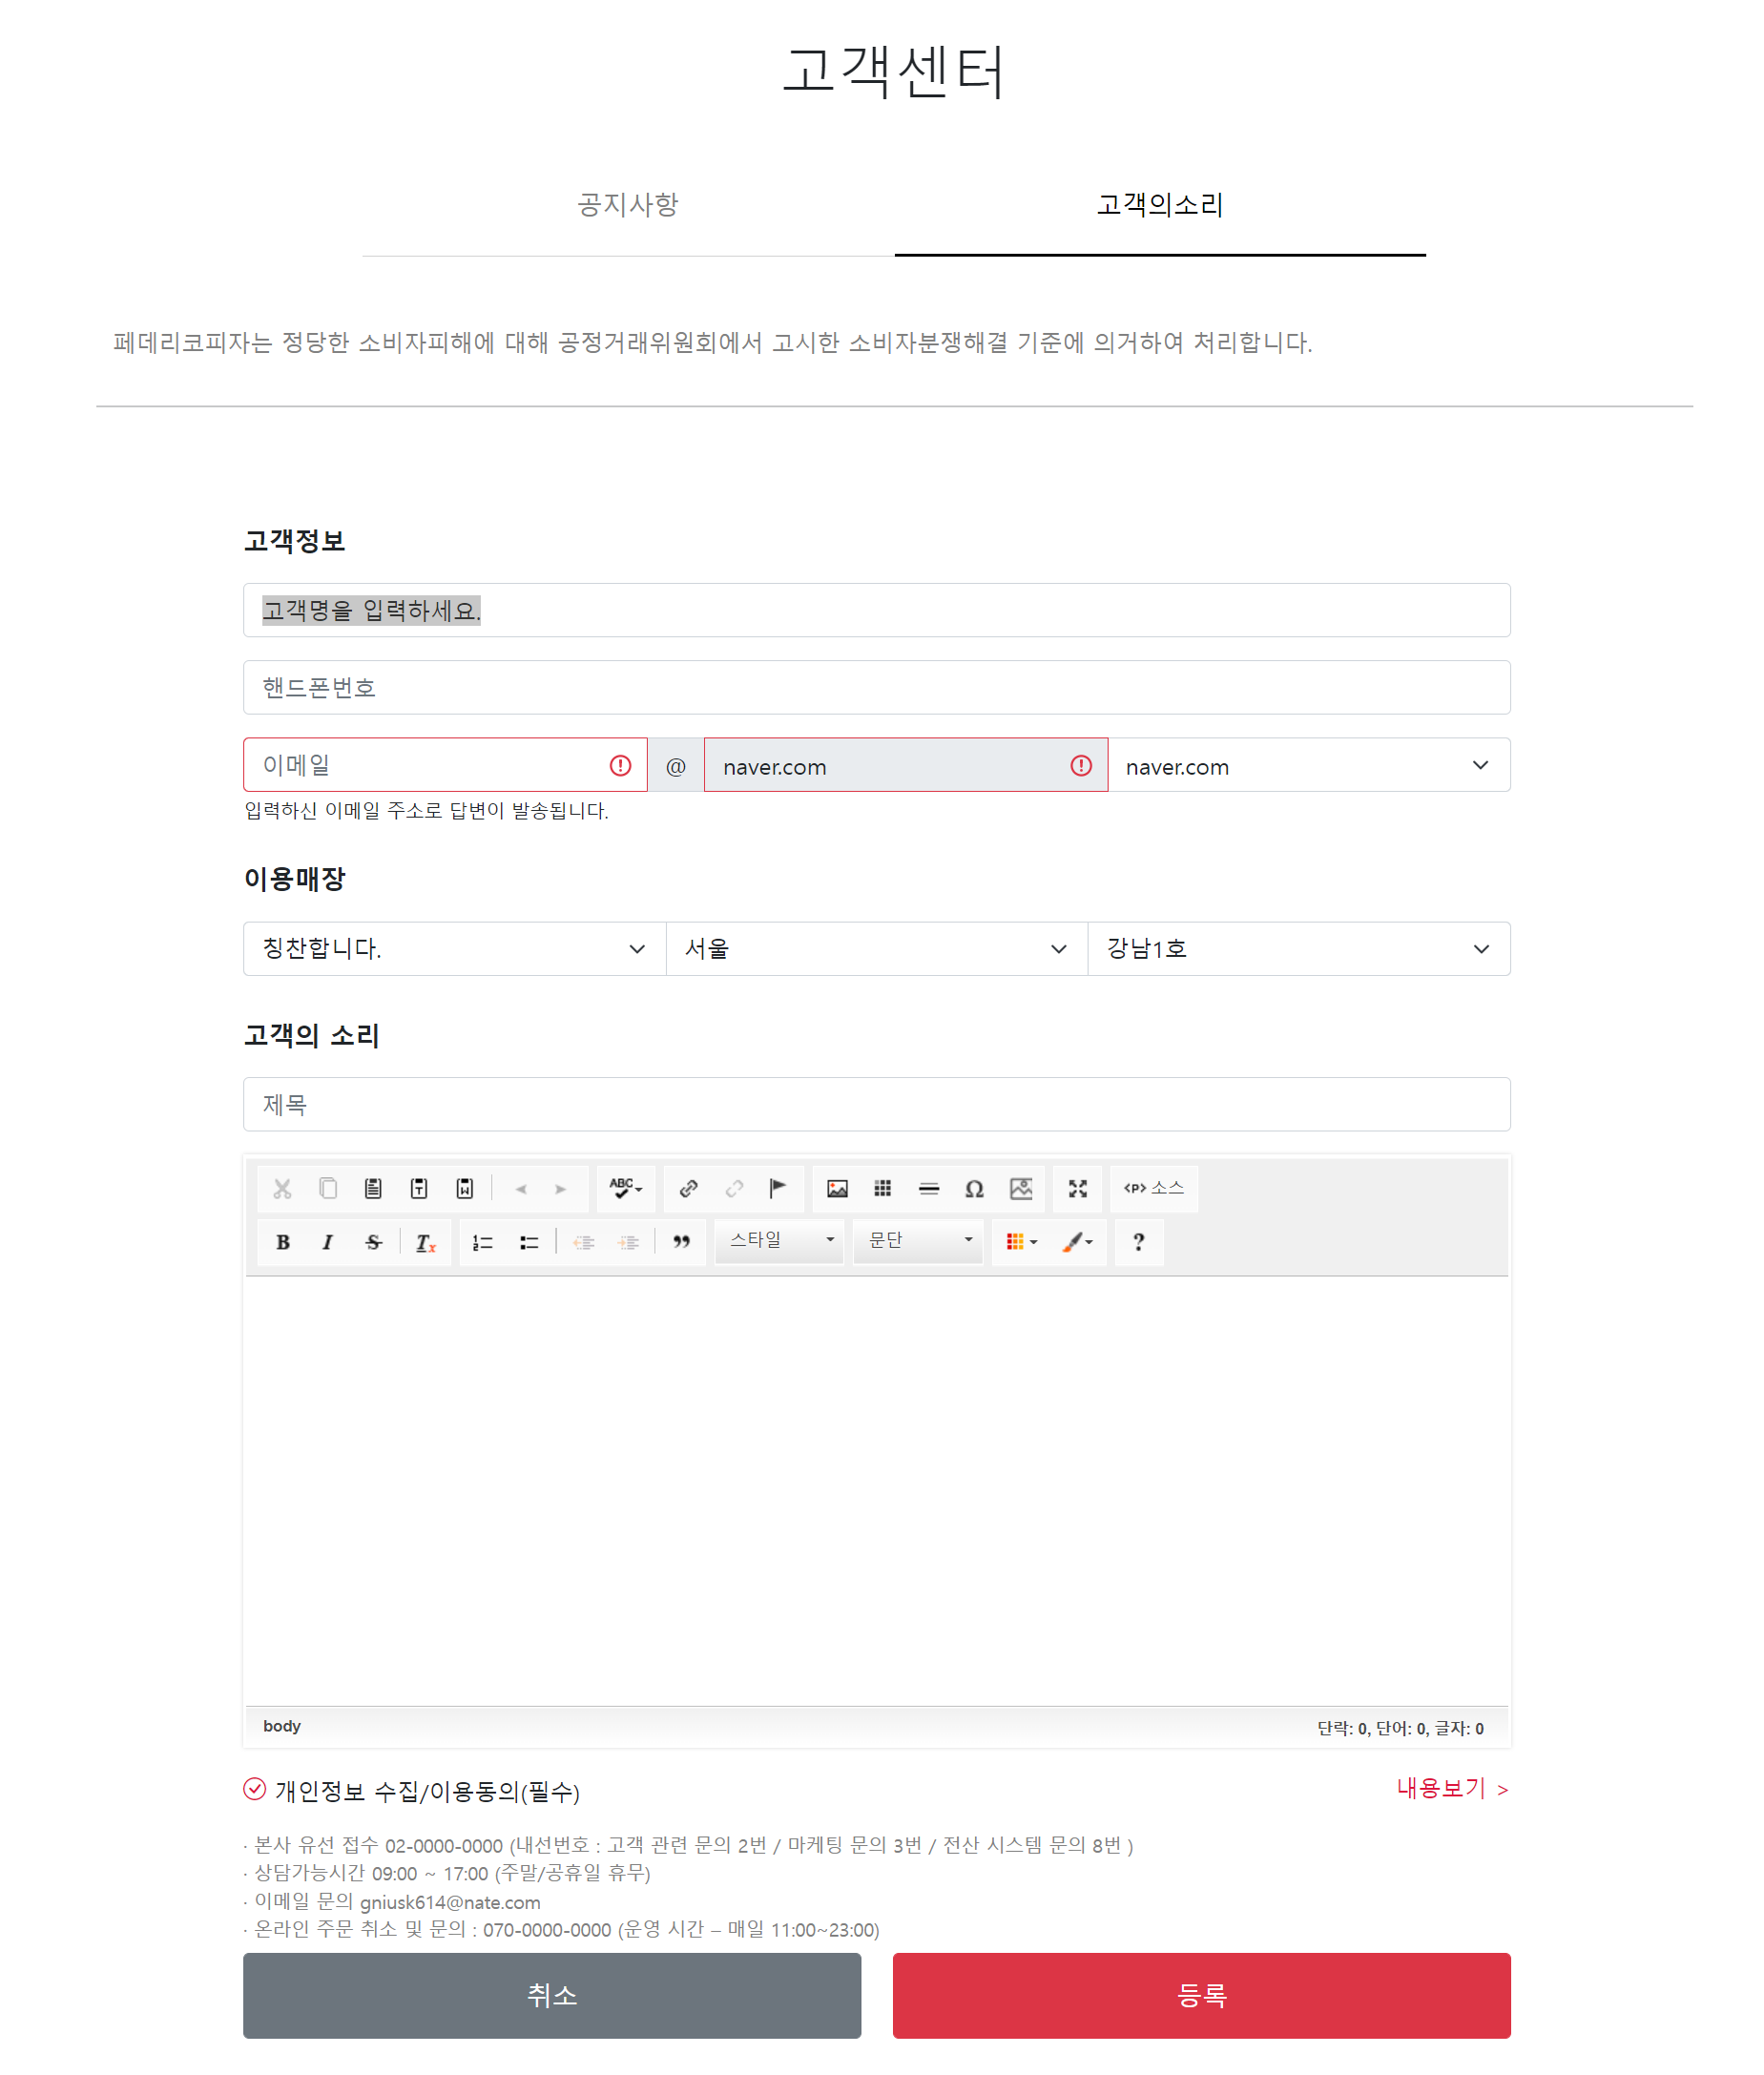 고객센터
공지사항 고객의소리
페데리코피자는 정당한 소비자피해에 대해 공정거래위원회에서 고시한 소비자분쟁해결 기준에 의거하여 처리합니다.
고객정보
고객명을 입력하세요.
핸드폰번호
이메일 @ naver.com naver.com
입력하신 이메일 주소로 답변이 발송됩니다.
이용매장
칭찬합니다. 서울 강남1호
고객의 소리
제목
ABC <P> 소스
B I S Tx 스타일 문단 ?
body 단락: 0, 단어: 0, 글자: 0
개인정보 수집/이용동의(필수) 내용보기 >
· 본사 유선 접수 02-0000-0000 (내선번호 : 고객 관련 문의 2번 / 마케팅 문의 3번 / 전산 시스템 문의 8번 )
· 상담가능시간 09:00 ~ 17:00 (주말/공휴일 휴무)
· 이메일 문의 gniusk614@nate.com
· 온라인 주문 취소 및 문의 : 070-0000-0000 (운영 시간 – 매일 11:00~23:00)
취소 등록